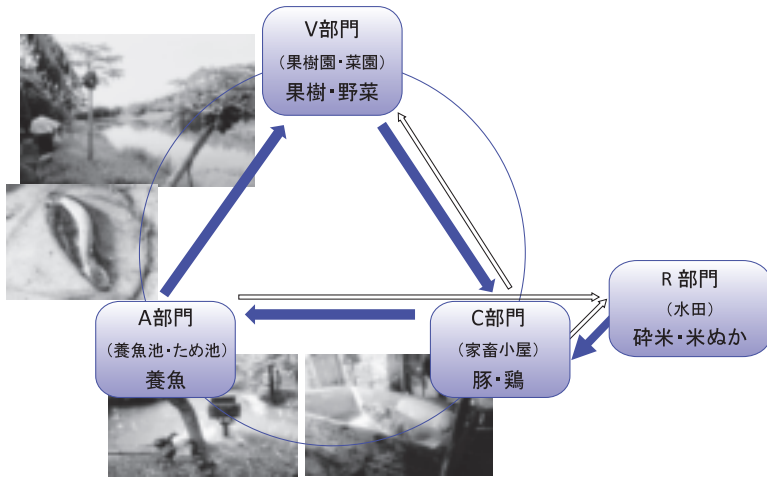 V部門
(果樹園・菜園)
果樹・野菜
A部門
(養魚池・ため池)
養魚
C部門
(家畜小屋)
豚・鶏
R 部門
(水田)
砕米・米ぬか